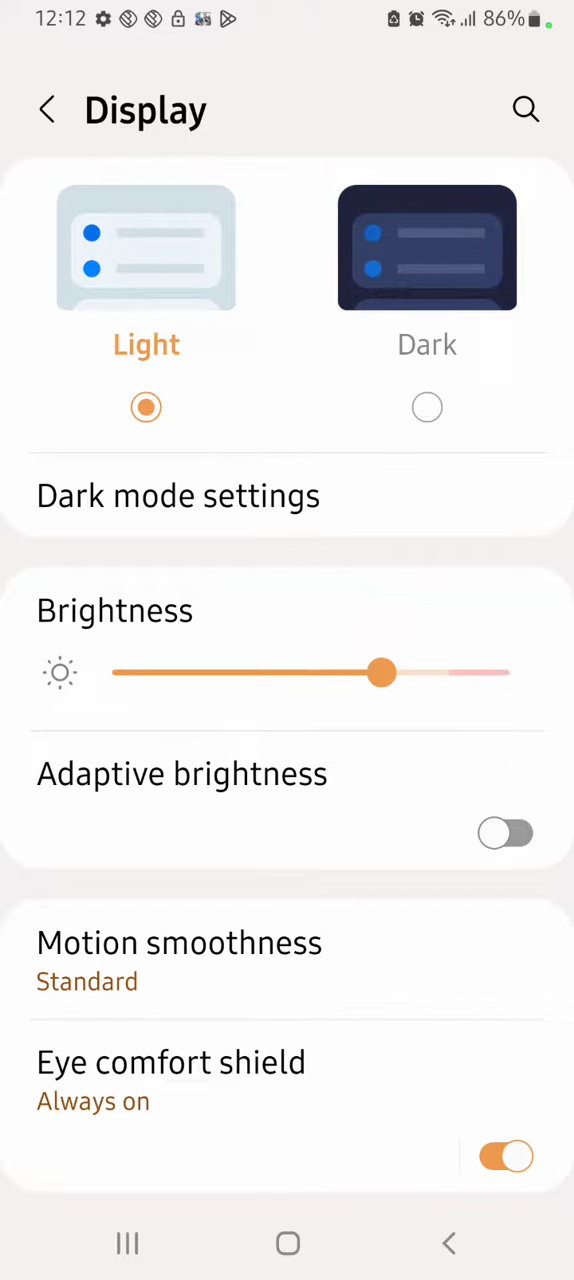 12:12 86%
Display
Light Dark
Dark mode settings
Brightness
Adaptive brightness
Motion smoothness
Standard
Eye comfort shield
Always on